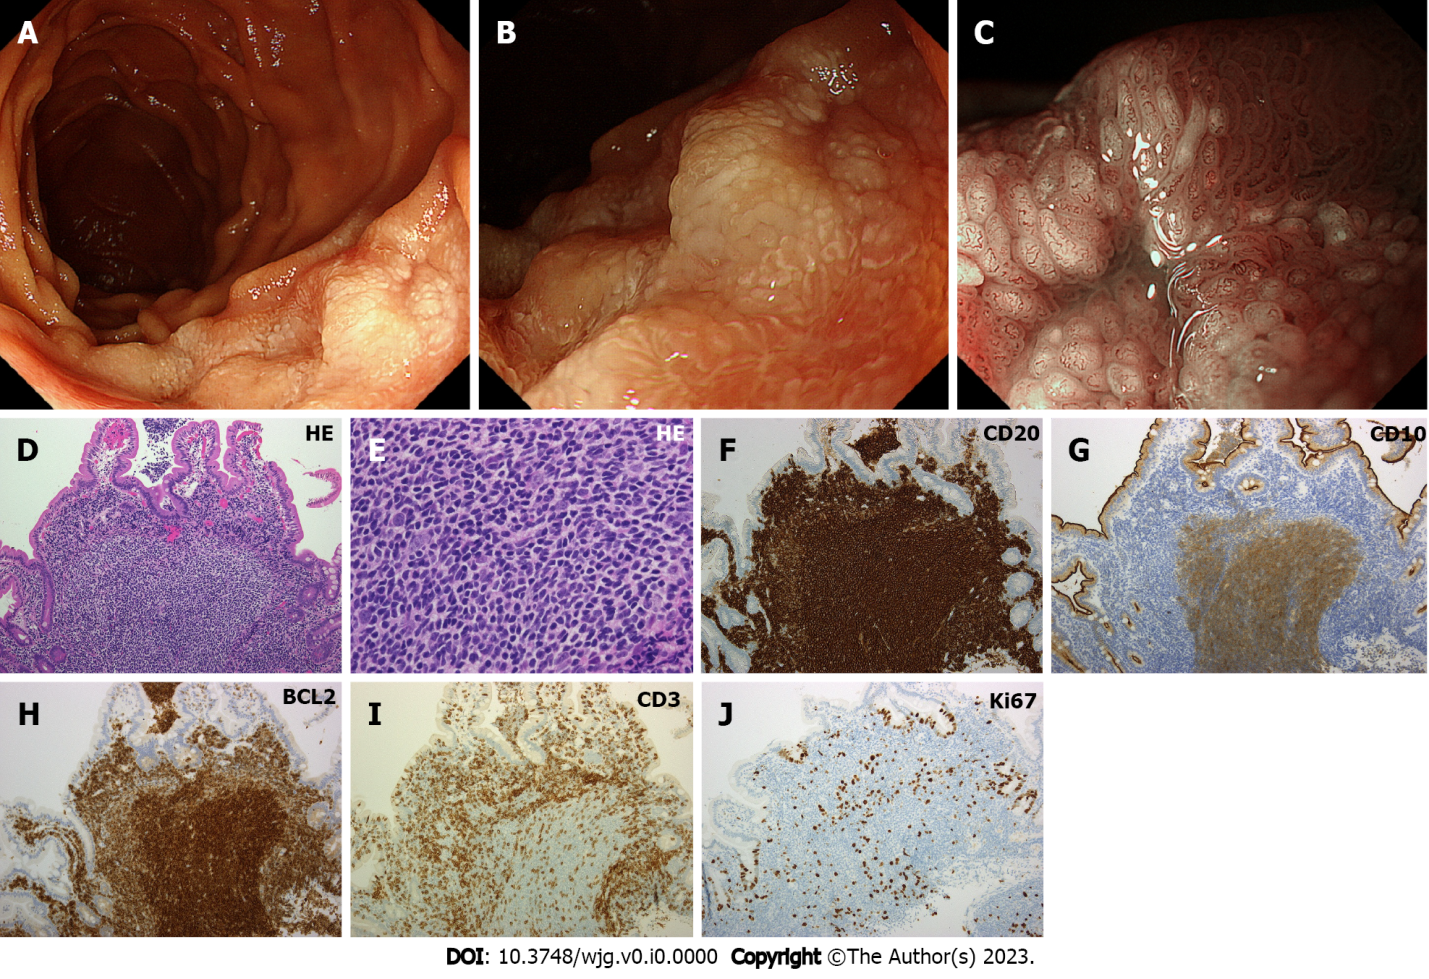 A
B
C
D HE
E HE
F CD20
G CD10
H BCL2
I CD3
J Ki67
DOI: 10.3748/wjg.v0.i0.0000 Copyright ©The Author(s) 2023.